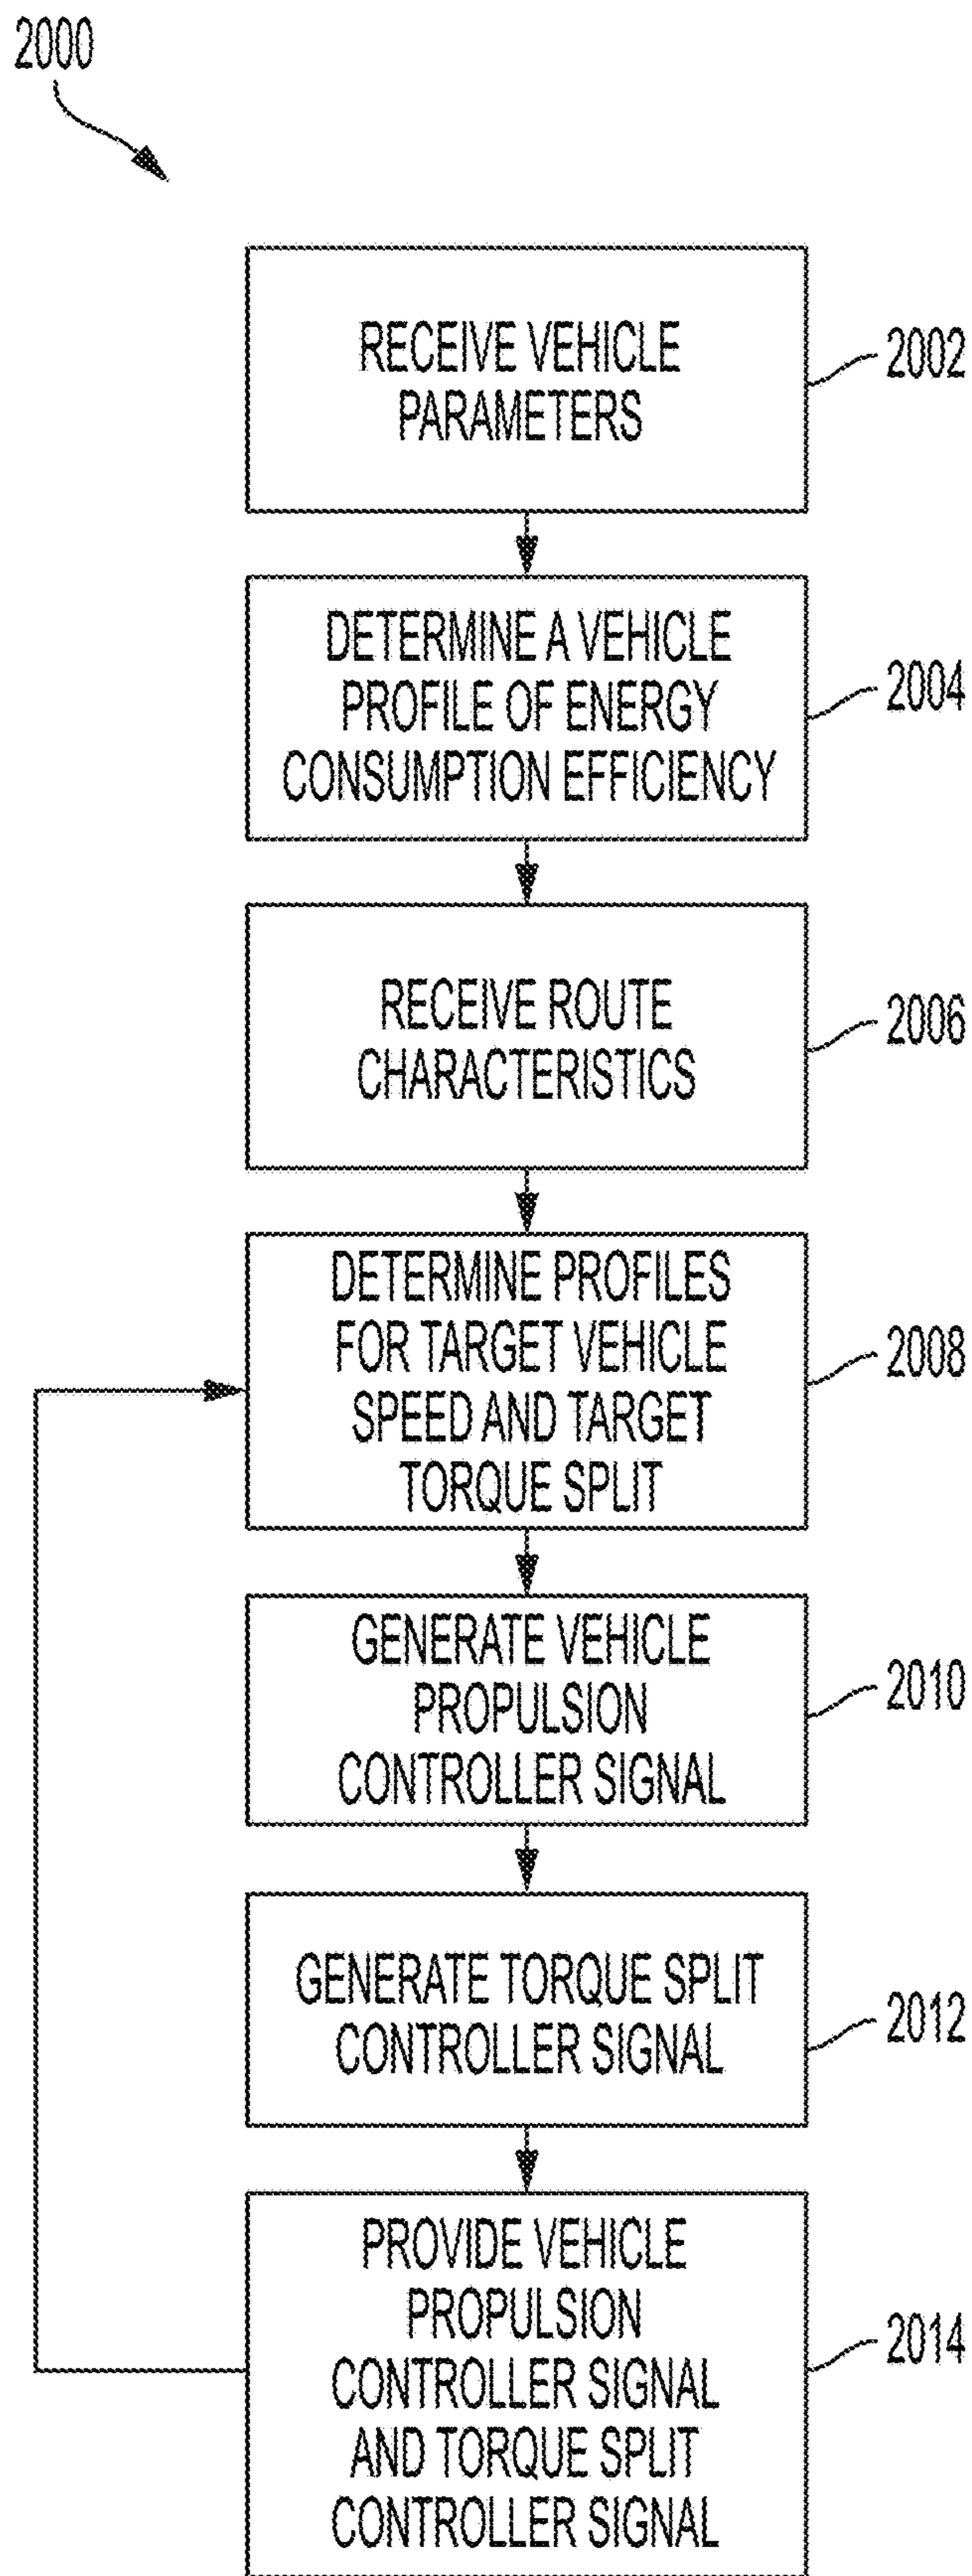 2000
RECEIVE VEHICLE
PARAMETERS
2002
DETERMINE A VEHICLE
PROFILE OF ENERGY
CONSUMPTION EFFICIENCY
2004
RECEIVE ROUTE
CHARACTERISTICS
2006
DETERMINE PROFILES
FOR TARGET VEHICLE
SPEED AND TARGET
TORQUE SPLIT
2008
GENERATE VEHICLE
PROPULSION
CONTROLLER SIGNAL
2010
GENERATE TORQUE SPLIT
CONTROLLER SIGNAL
2012
PROVIDE VEHICLE
PROPULSION
CONTROLLER SIGNAL
AND TORQUE SPLIT
CONTROLLER SIGNAL
2014